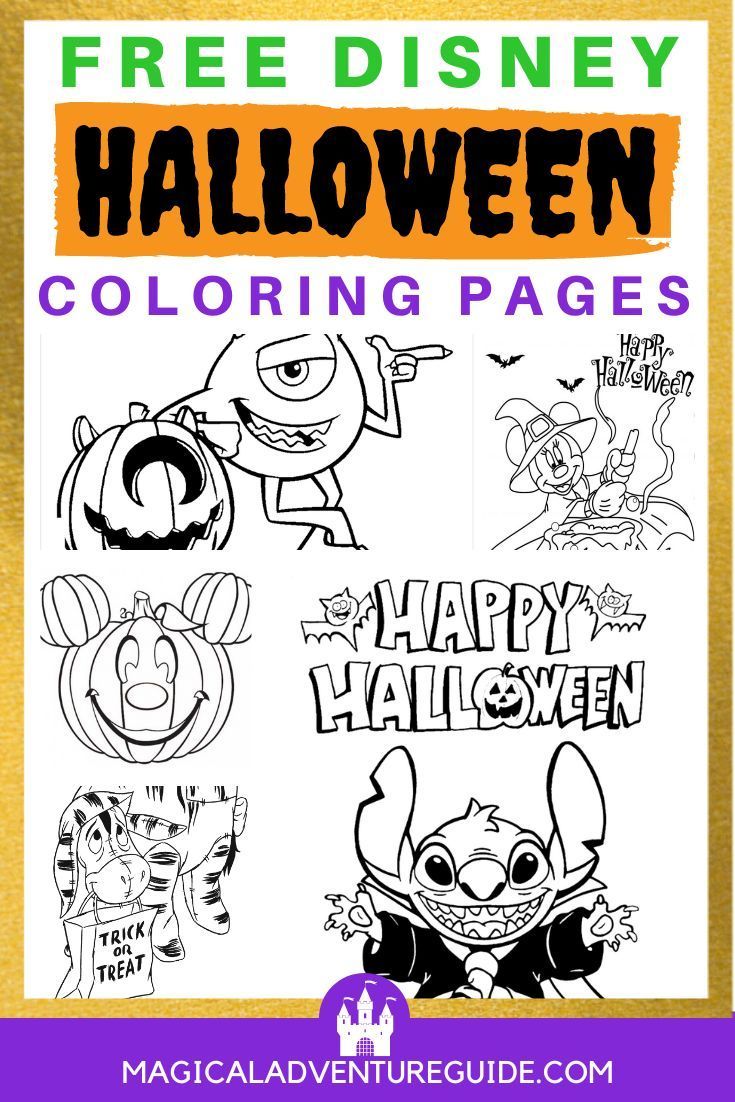 FREE DISNEY
HALLOWEEN
COLORING PAGES
Happy
Halloween
HAPPY
HALLOWEEN
TRICK
OR
TREAT
MAGICALADVENTUREGUIDE.COM